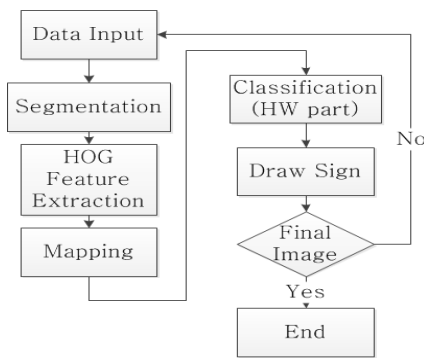 Data Input
Segmentation
HOG
Feature
Extraction
Mapping
Classification
(HW part)
Draw Sign
Final
Image
No
Yes
End